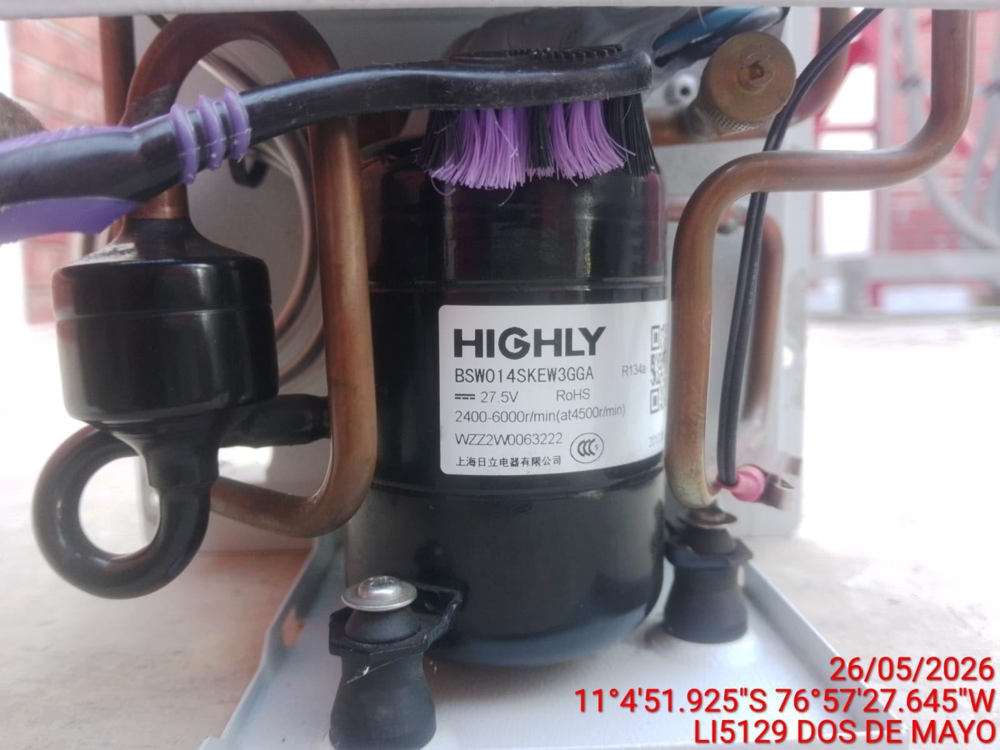 HIGHLY
BSW014SKEW3GGA
R134a
27.5V RoHS
2400-6000r/min(at4500r/min)
WZZ2W0063222
CCC S
上海日立电器有限公司
26/05/2026
11°4'51.925"S 76°57'27.645"W
LI5129 DOS DE MAYO